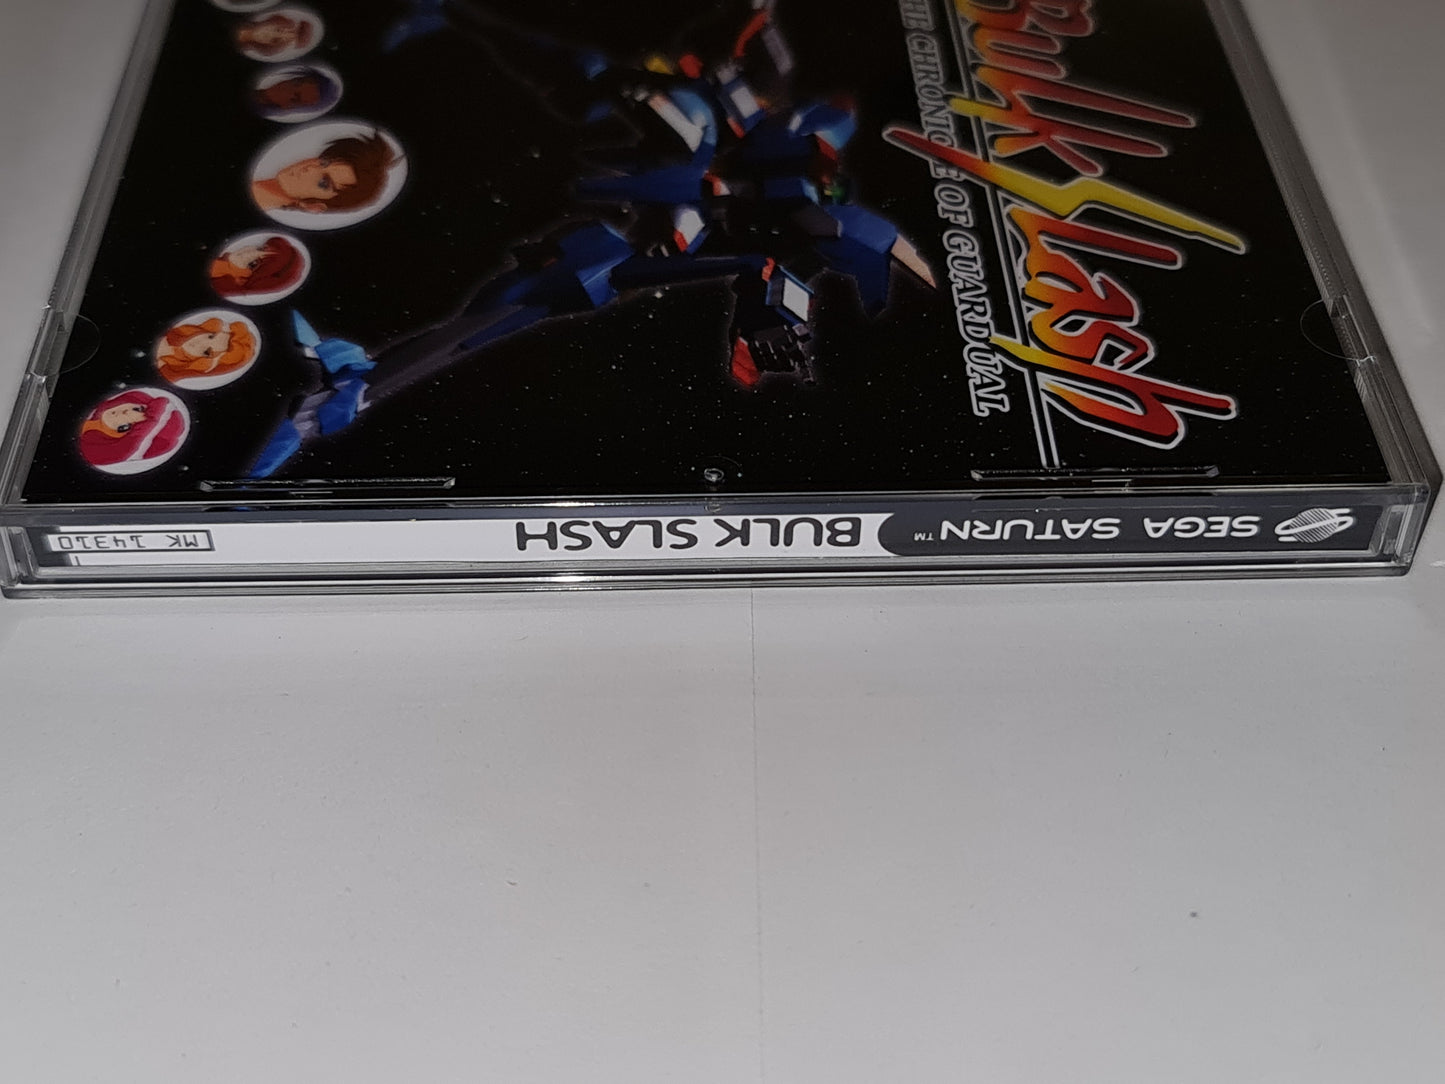 Bulk Slash
THE CHRONICLE OF GUARDUAL
SEGA SATURN™ BULK SLASH MK 14310